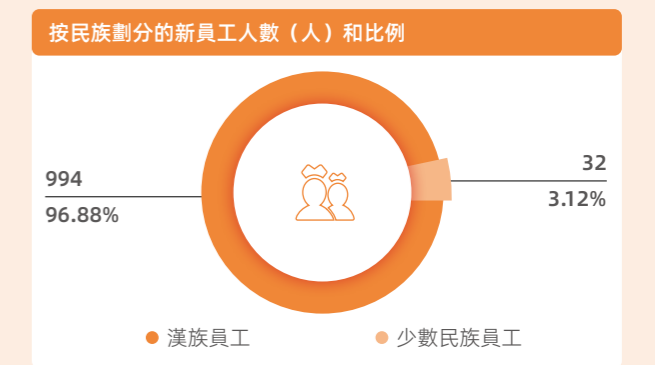 按民族劃分的新員工人數（人）和比例
994
96.88%
32
3.12%
漢族員工
少數民族員工